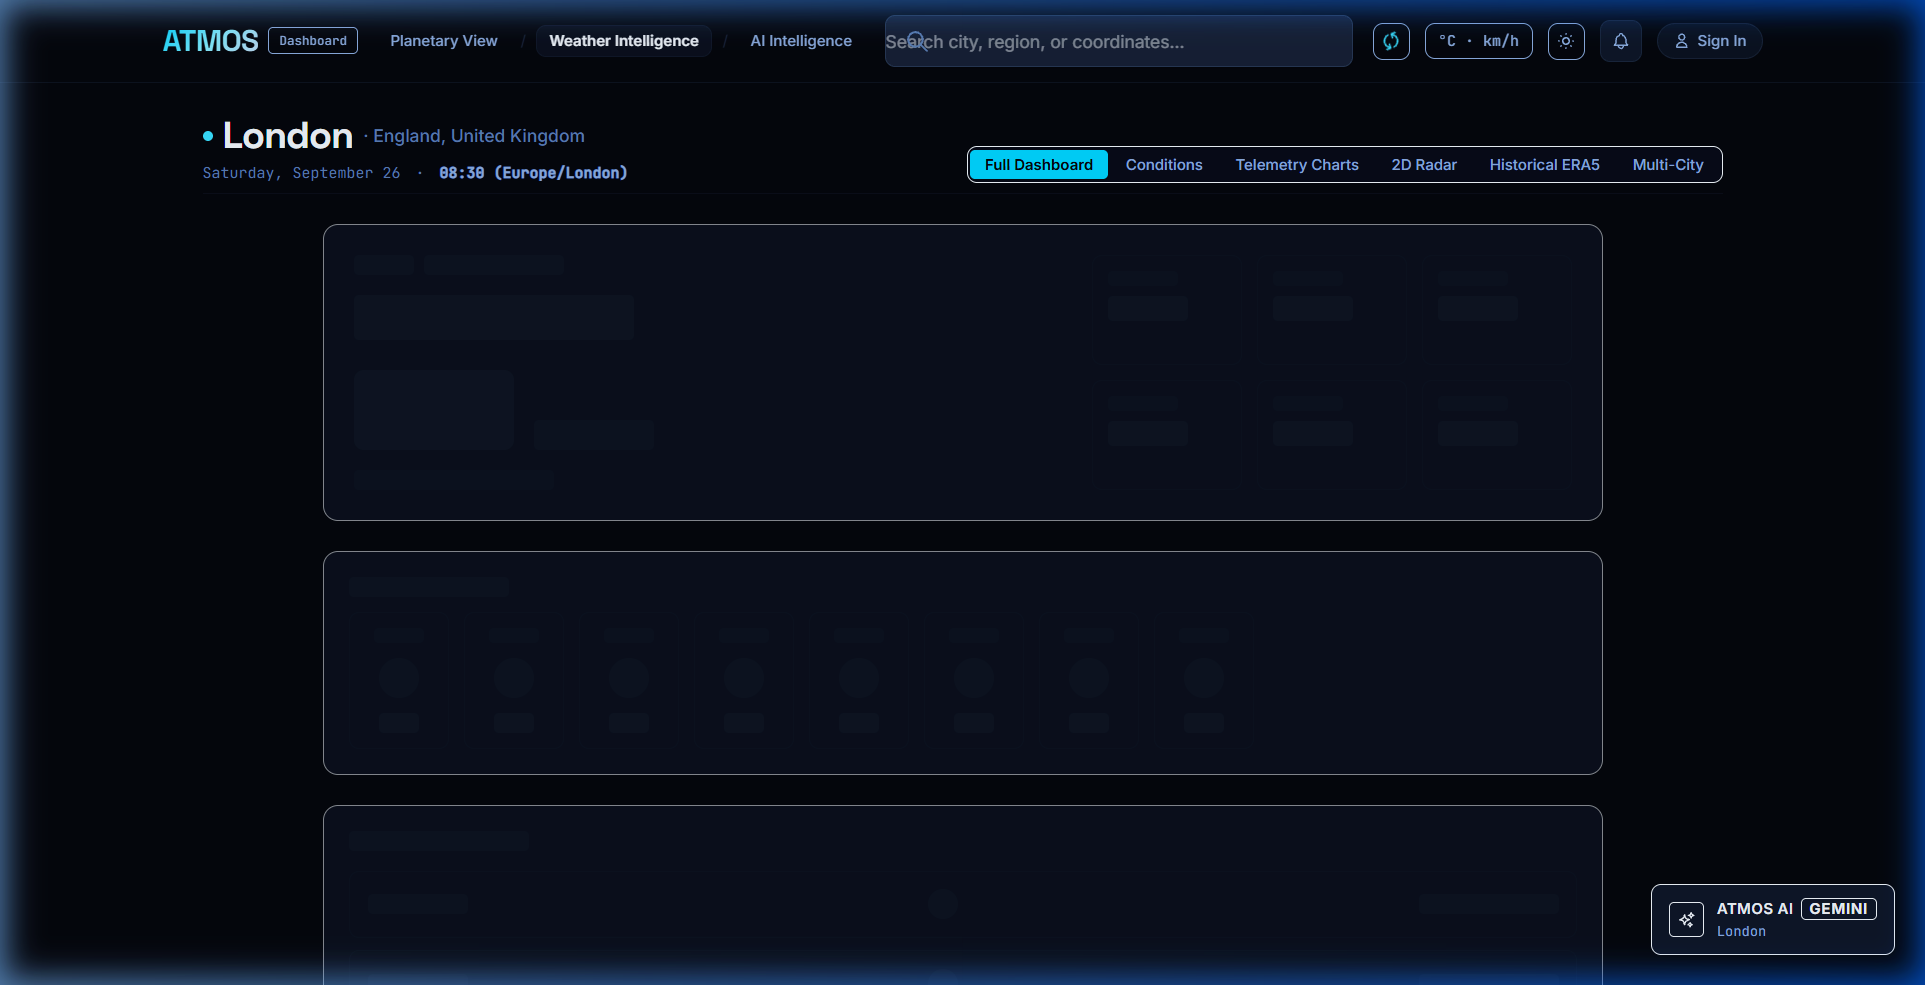 ATMOS
Dashboard
Planetary View / Weather Intelligence / AI Intelligence
Search city, region, or coordinates...
°C · km/h
Sign In
London · England, United Kingdom
Saturday, September 26 · 08:30 (Europe/London)
Full Dashboard
Conditions
Telemetry Charts
2D Radar
Historical ERA5
Multi-City
ATMOS AI GEMINI
London